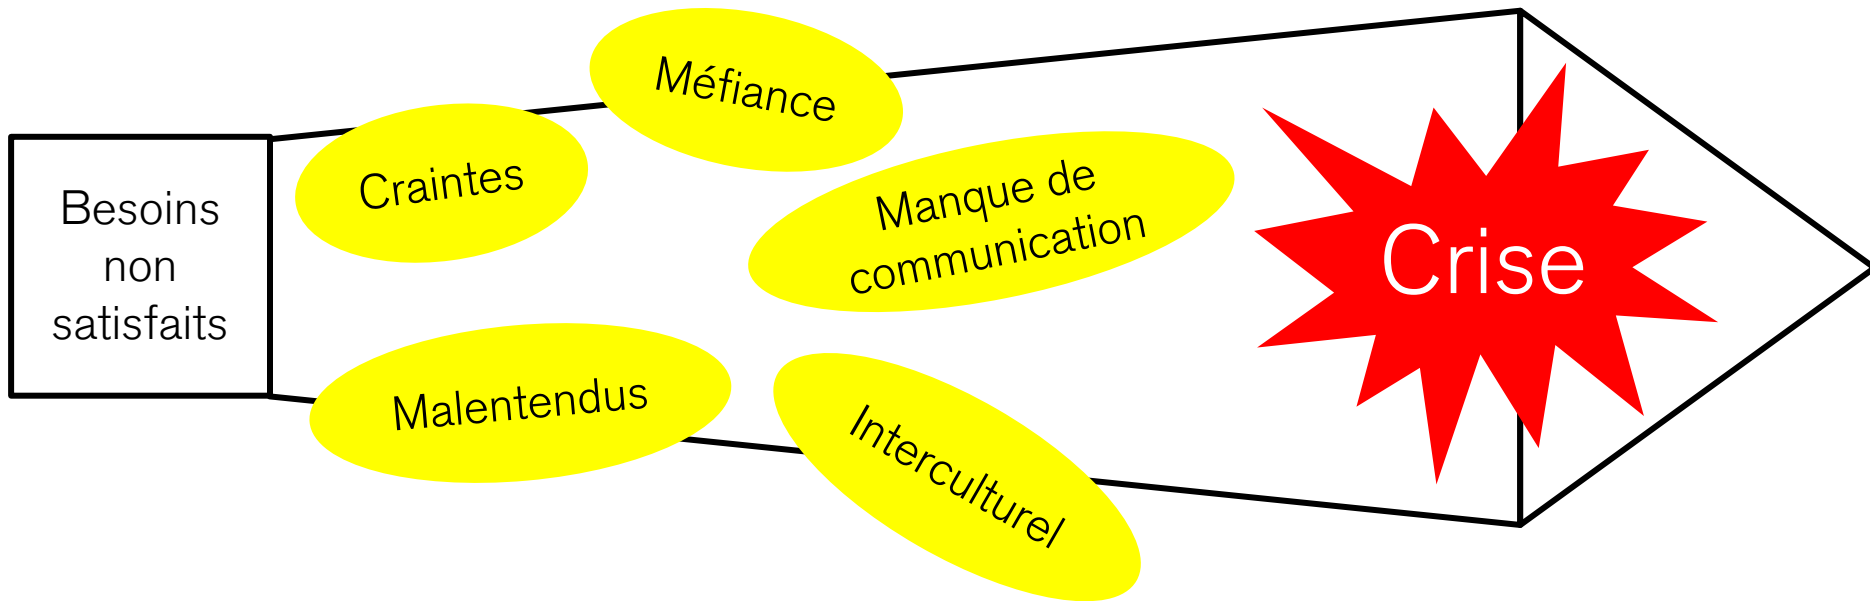 Besoins
non
satisfaits
Craintes
Méfiance
Manque de
communication
Malentendus
Interculturel
Crise